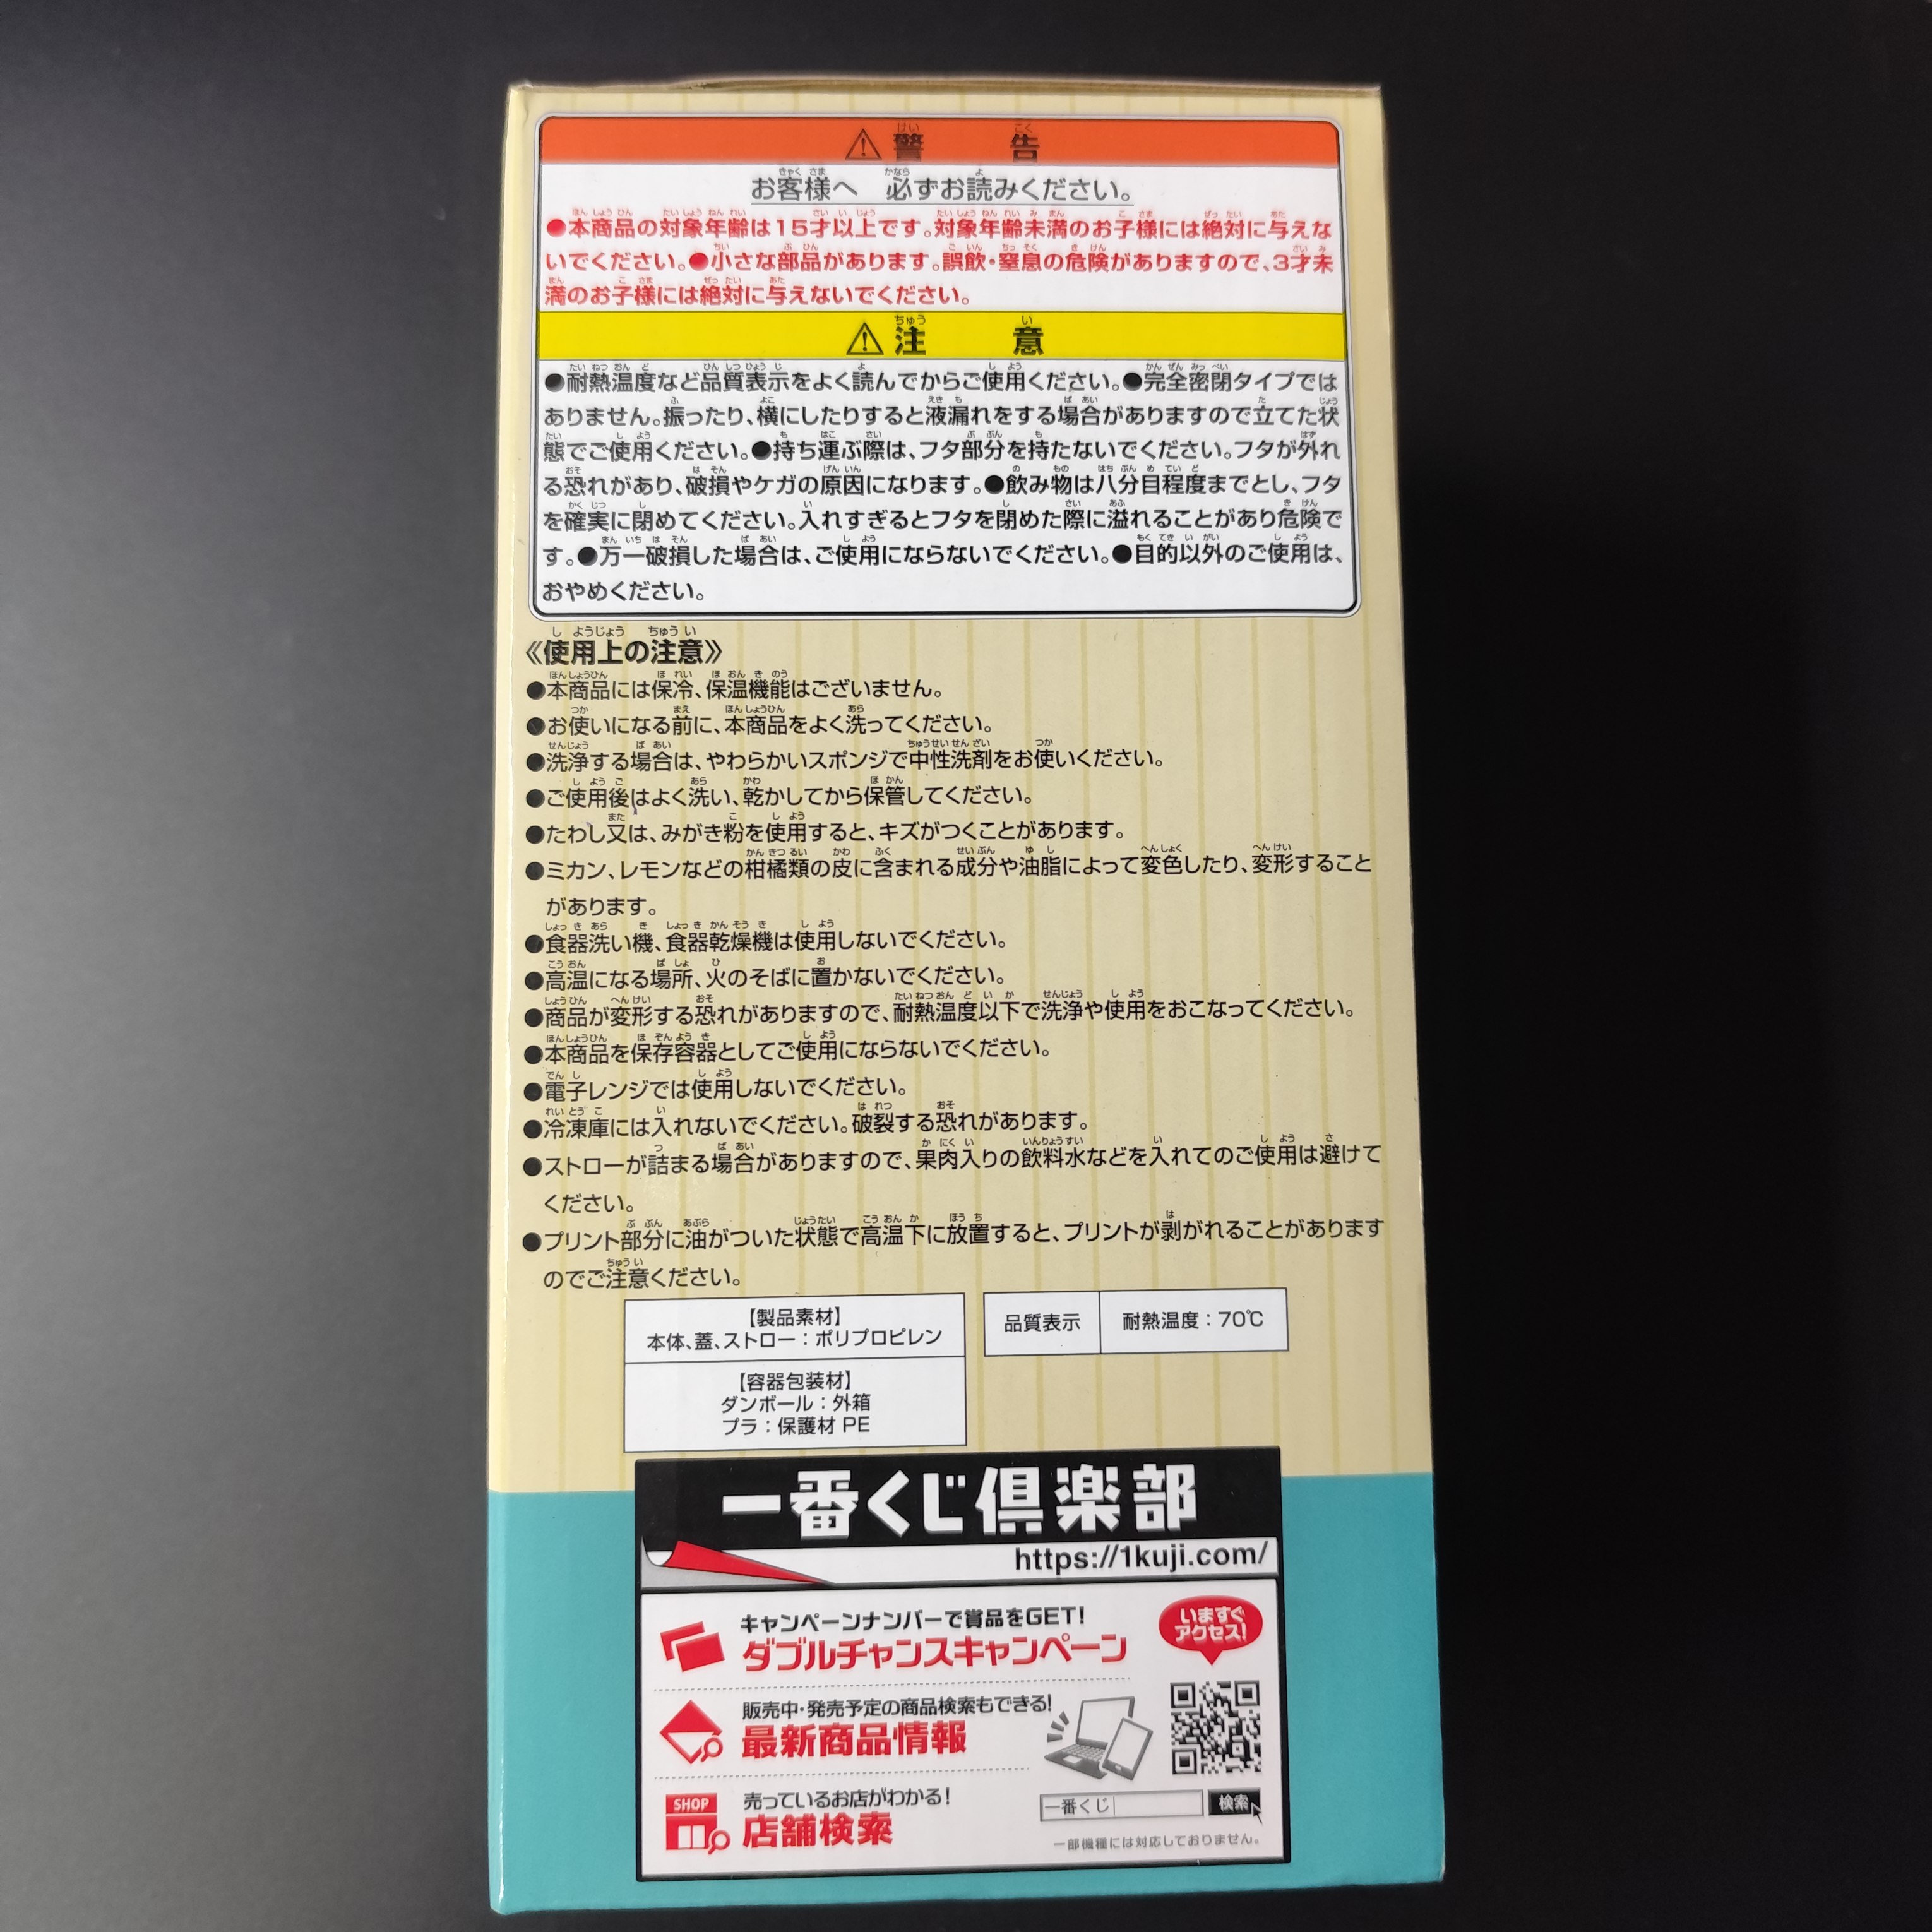 ⚠警告
お客様へ 必ずお読みください。
●本商品の対象年齢は15才以上です。対象年齢未満のお子様には絶対に与えな
いでください。●小さな部品があります。誤飲・窒息の危険がありますので、3才未
満のお子様には絶対に与えないでください。
⚠注意
●耐熱温度など品質表示をよく読んでからご使用ください。●完全密閉タイプでは
ありません。振ったり、横にしたりすると液漏れをする場合がありますので立てた状
態でご使用ください。●持ち運ぶ際は、フタ部分を持たないでください。フタが外れ
る恐れがあり、破損やケガの原因になります。●飲み物は八分目程度までとし、フタ
を確実に閉めてください。入れすぎるとフタを閉めた際に溢れることがあり危険で
す。●万一破損した場合は、ご使用にならないでください。●目的以外のご使用は、
おやめください。
《使用上の注意》
●本商品には保冷、保温機能はございません。
●お使いになる前に、本商品をよく洗ってください。
●洗浄する場合は、やわらかいスポンジで中性洗剤をお使いください。
●ご使用後はよく洗い、乾かしてから保管してください。
●たわし又は、みがき粉を使用すると、キズがつくことがあります。
●ミカン、レモンなどの柑橘類の皮に含まれる成分や油脂によって変色したり、変形すること
があります。
●食器洗い機、食器乾燥機は使用しないでください。
●高温になる場所、火のそばに置かないでください。
●商品が変形する恐れがありますので、耐熱温度以下で洗浄や使用をおこなってください。
●本商品を保存容器としてご使用にならないでください。
●電子レンジでは使用しないでください。
●冷凍庫には入れないでください。破裂する恐れがあります。
●ストローが詰まる場合がありますので、果肉入りの飲料水などを入れてのご使用は避けて
ください。
●プリント部分に油がついた状態で高温下に放置すると、プリントが剥がれることがあります
のでご注意ください。
【製品素材】
本体、蓋、ストロー：ポリプロピレン
品質表示 耐熱温度：70℃
【容器包装材】
ダンボール：外箱
プラ：保護材 PE
一番くじ倶楽部
https://1kuji.com/
キャンペーンナンバーで賞品をGET!
ダブルチャンスキャンペーン
いますぐ
アクセス!
販売中・発売予定の商品検索もできる!
最新商品情報
SHOP
売っているお店がわかる!
店舗検索
一番くじ 検索
一部機種には対応しておりません。